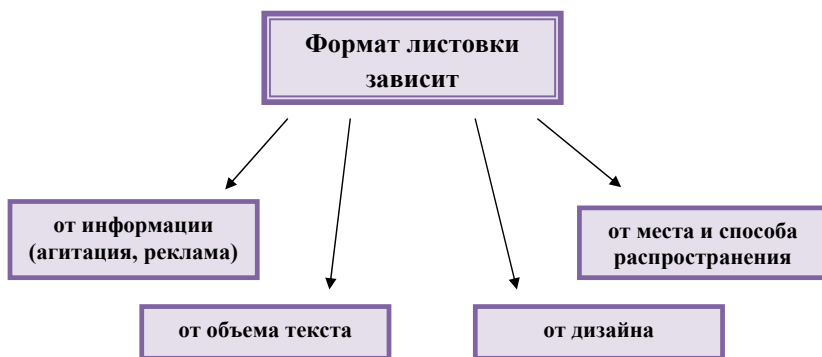 Формат листовки
зависит
от информации
(агитация, реклама)
от места и способа
распространения
от объема текста
от дизайна